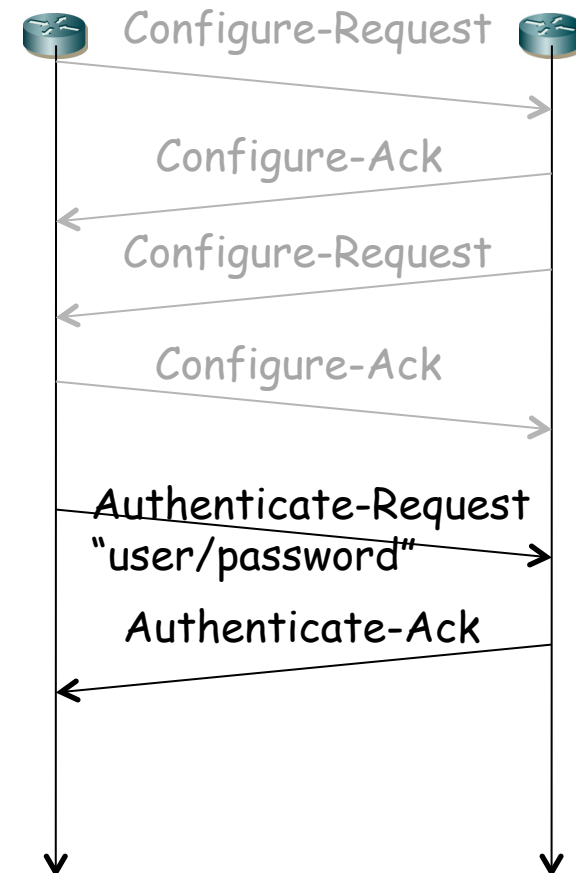 Configure-Request
Configure-Ack
Configure-Request
Configure-Ack
Authenticate-Request
“user/password”
Authenticate-Ack